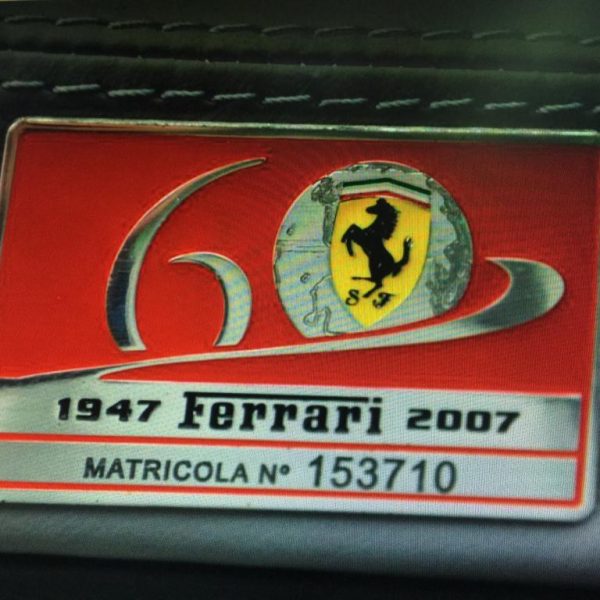 60
S F
1947 Ferrari 2007
MATRICOLA Nº 153710